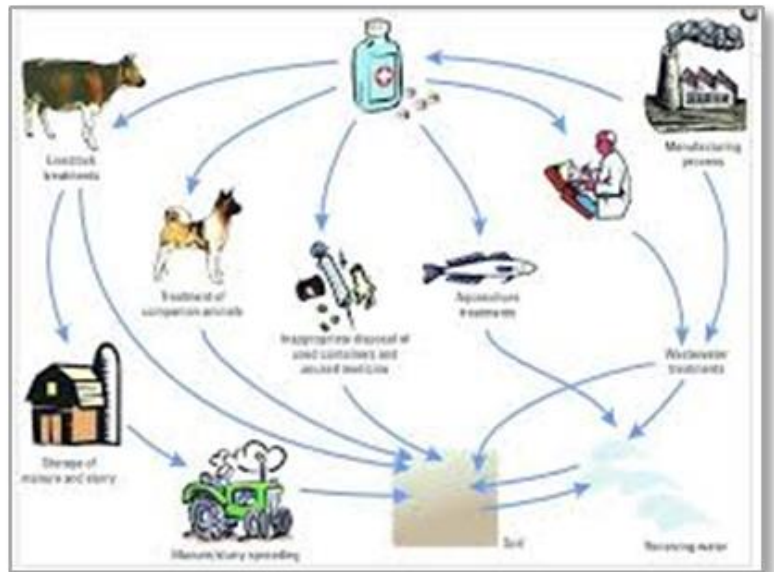 Livestock
treatments
Manufacturing
process
Treatment of
companion animals
Inappropriate disposal of
used containers and
unused medicine
Aquaculture
treatments
Wastewater
treatments
Storage of
manure and slurry
Manure/slurry spreading
Soil
Receiving water